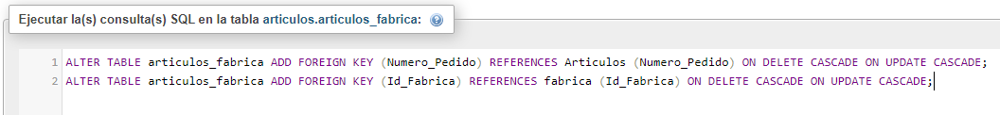 Ejecutar la(s) consulta(s) SQL en la tabla articulos.articulos_fabrica:
1 ALTER TABLE articulos_fabrica ADD FOREIGN KEY (Numero_Pedido) REFERENCES Articulos (Numero_Pedido) ON DELETE CASCADE ON UPDATE CASCADE;
2 ALTER TABLE articulos_fabrica ADD FOREIGN KEY (Id_Fabrica) REFERENCES fabrica (Id_Fabrica) ON DELETE CASCADE ON UPDATE CASCADE;